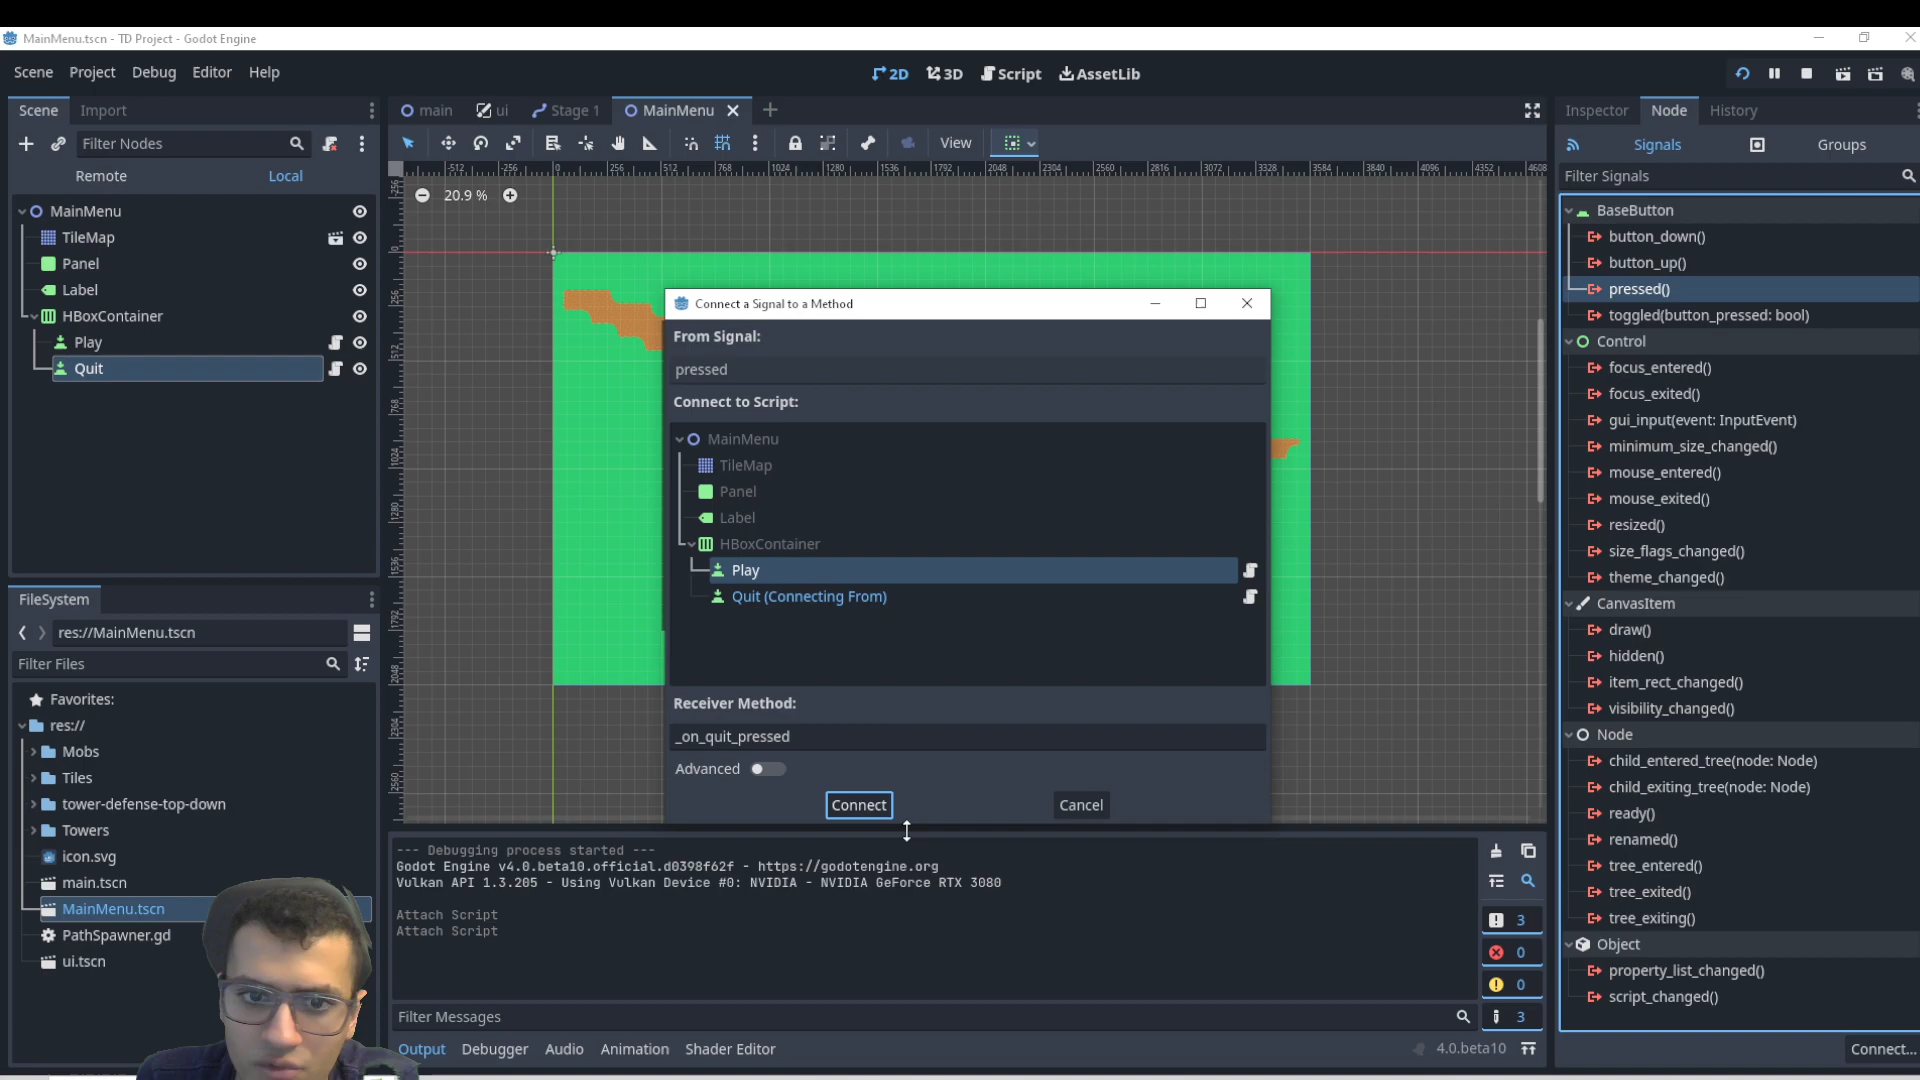 MainMenu.tscn - TD Project - Godot Engine
Scene Project Debug Editor Help
2D 3D Script AssetLib
Scene Import
main ui Stage 1 MainMenu
Inspector Node History
Filter Nodes
View
Signals Groups
Remote Local
Filter Signals
20.9 %
MainMenu
TileMap
Panel
Label
HBoxContainer
Play
Quit
Connect a Signal to a Method
From Signal:
pressed
Connect to Script:
MainMenu
TileMap
Panel
Label
HBoxContainer
Play
Quit (Connecting From)
Receiver Method:
_on_quit_pressed
Advanced
Connect Cancel
BaseButton
button_down()
button_up()
pressed()
toggled(button_pressed: bool)
Control
focus_entered()
focus_exited()
gui_input(event: InputEvent)
minimum_size_changed()
mouse_entered()
mouse_exited()
resized()
size_flags_changed()
theme_changed()
CanvasItem
draw()
hidden()
item_rect_changed()
visibility_changed()
Node
child_entered_tree(node: Node)
child_exiting_tree(node: Node)
ready()
renamed()
tree_entered()
tree_exited()
tree_exiting()
Object
property_list_changed()
script_changed()
Connect...
FileSystem
res://MainMenu.tscn
Filter Files
Favorites:
res://
Mobs
Tiles
tower-defense-top-down
Towers
icon.svg
main.tscn
MainMenu.tscn
PathSpawner.gd
ui.tscn
--- Debugging process started ---
Godot Engine v4.0.beta10.official.d0398f62f - https://godotengine.org
Vulkan API 1.3.205 - Using Vulkan Device #0: NVIDIA - NVIDIA GeForce RTX 3080
Attach Script
Attach Script
3
0
0
3
Filter Messages
Output Debugger Audio Animation Shader Editor
4.0.beta10